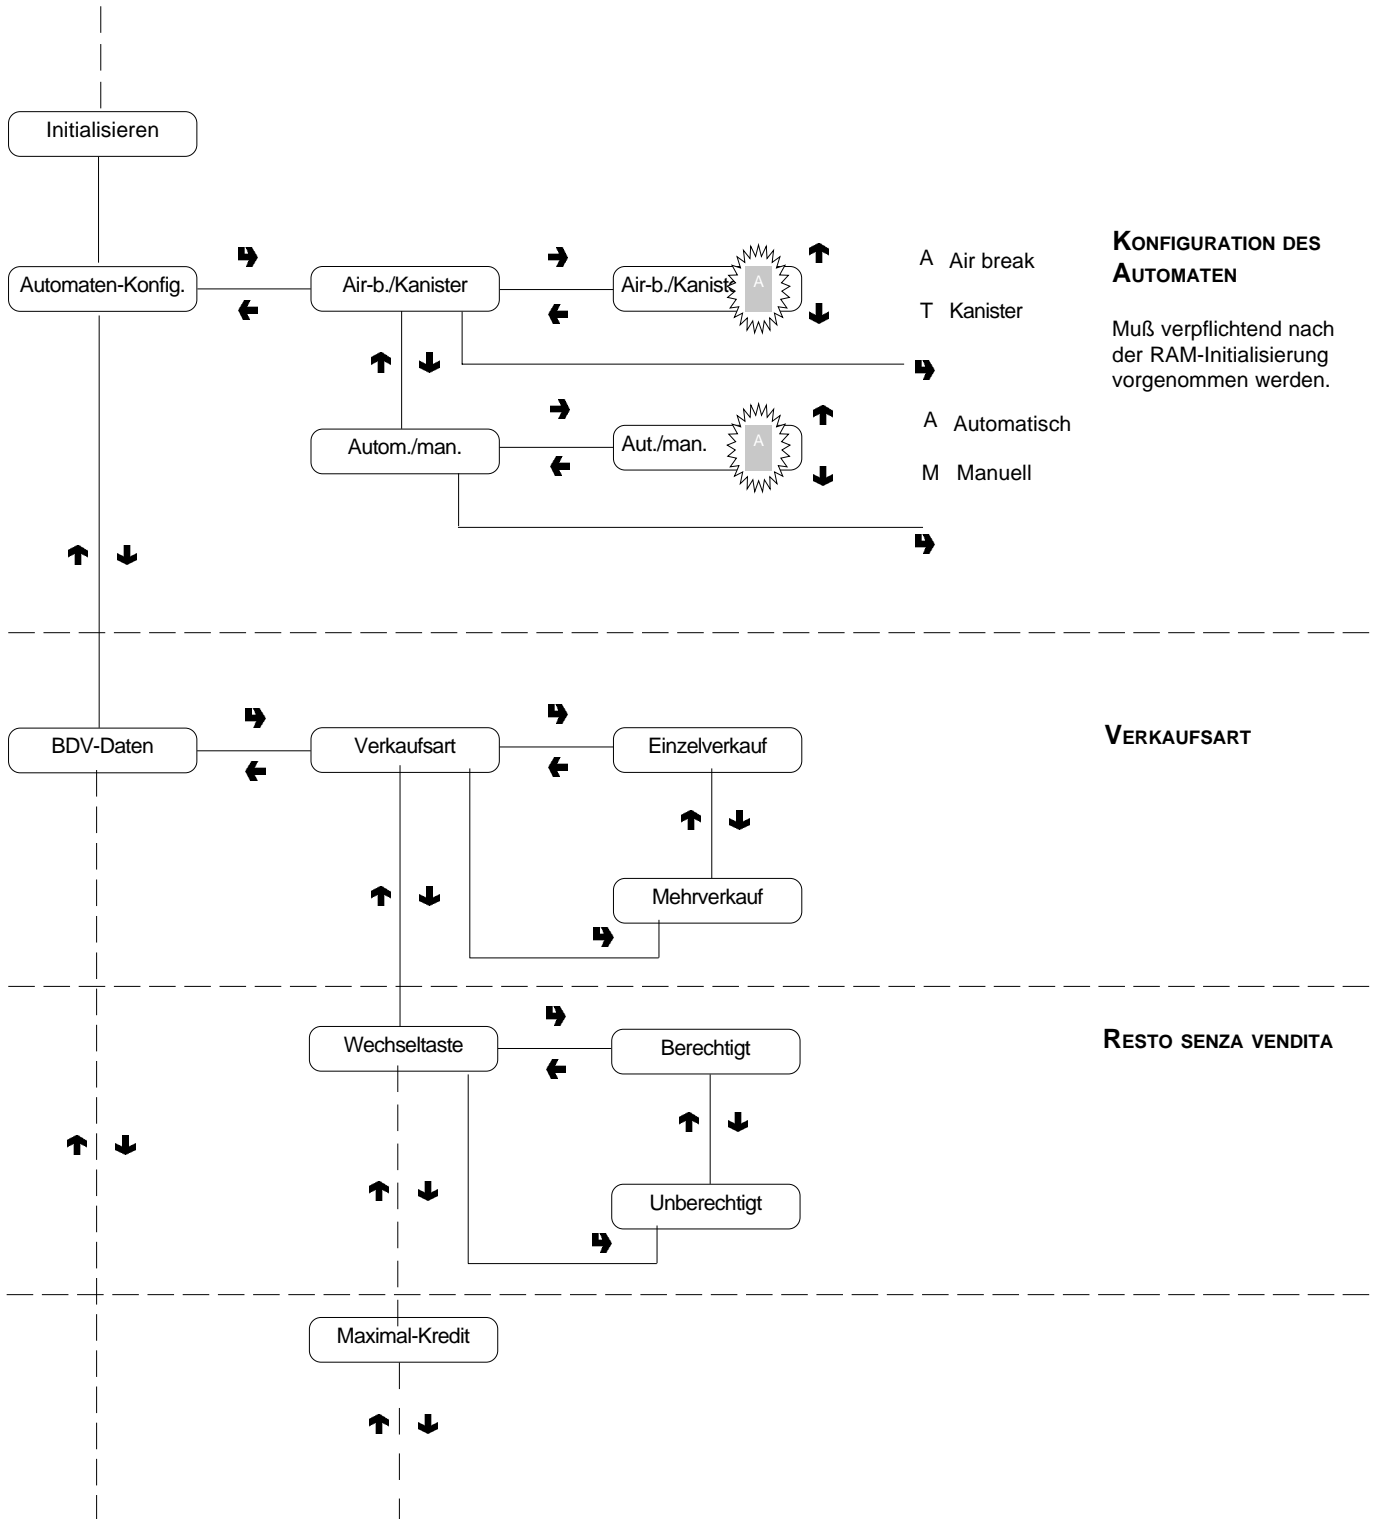 Initialisieren
Automaten-Konfig.
Air-b./Kanister
Air-b./Kanist
A
A Air break
T Kanister
KONFIGURATION DES
AUTOMATEN
Muß verpflichtend nach
der RAM-Initialisierung
vorgenommen werden.
Autom./man.
Aut./man.
A
A Automatisch
M Manuell
BDV-Daten
Verkaufsart
Einzelverkauf
VERKAUFSART
Mehrverkauf
Wechseltaste
Berechtigt
RESTO SENZA VENDITA
Unberechtigt
Maximal-Kredit